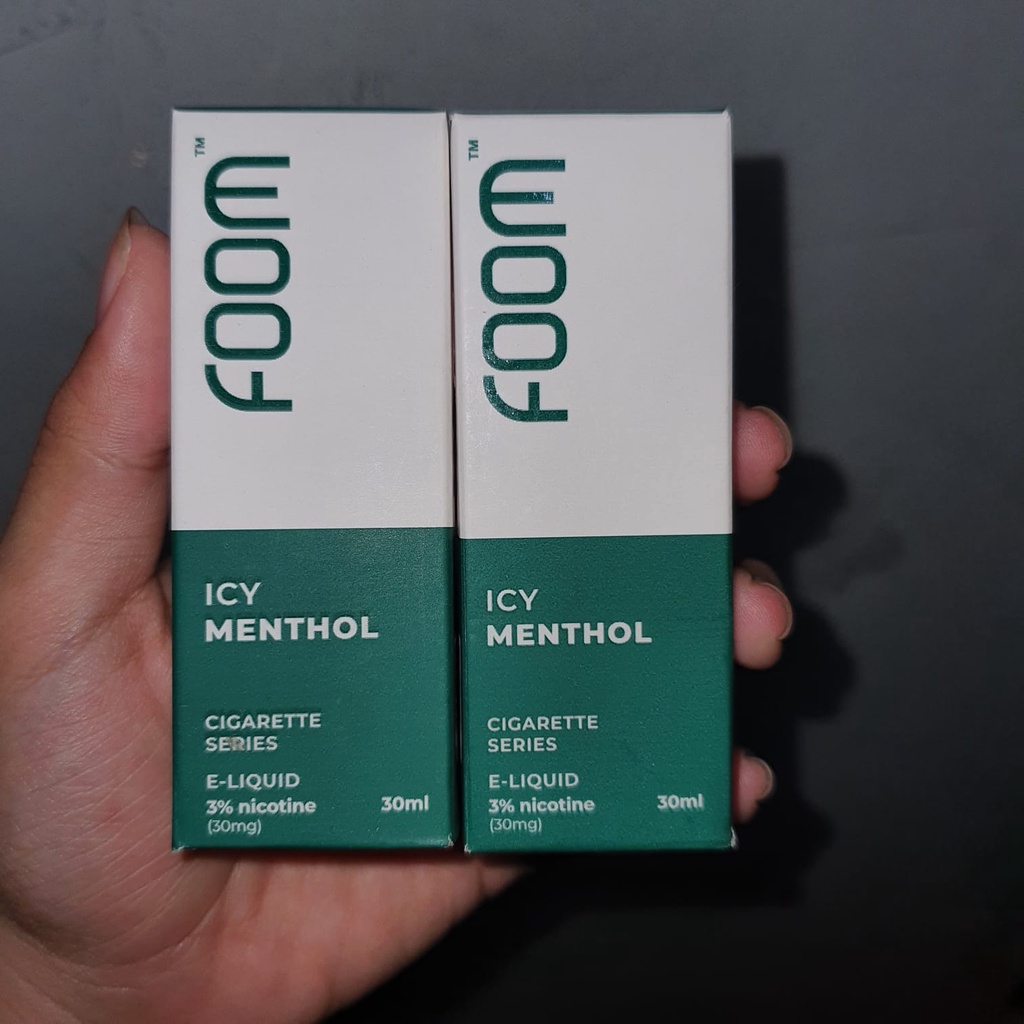 FOOM™
ICY
MENTHOL
CIGARETTE
SERIES
E-LIQUID
3% nicotine 30ml
(30mg)
FOOM™
ICY
MENTHOL
CIGARETTE
SERIES
E-LIQUID
3% nicotine 30ml
(30mg)